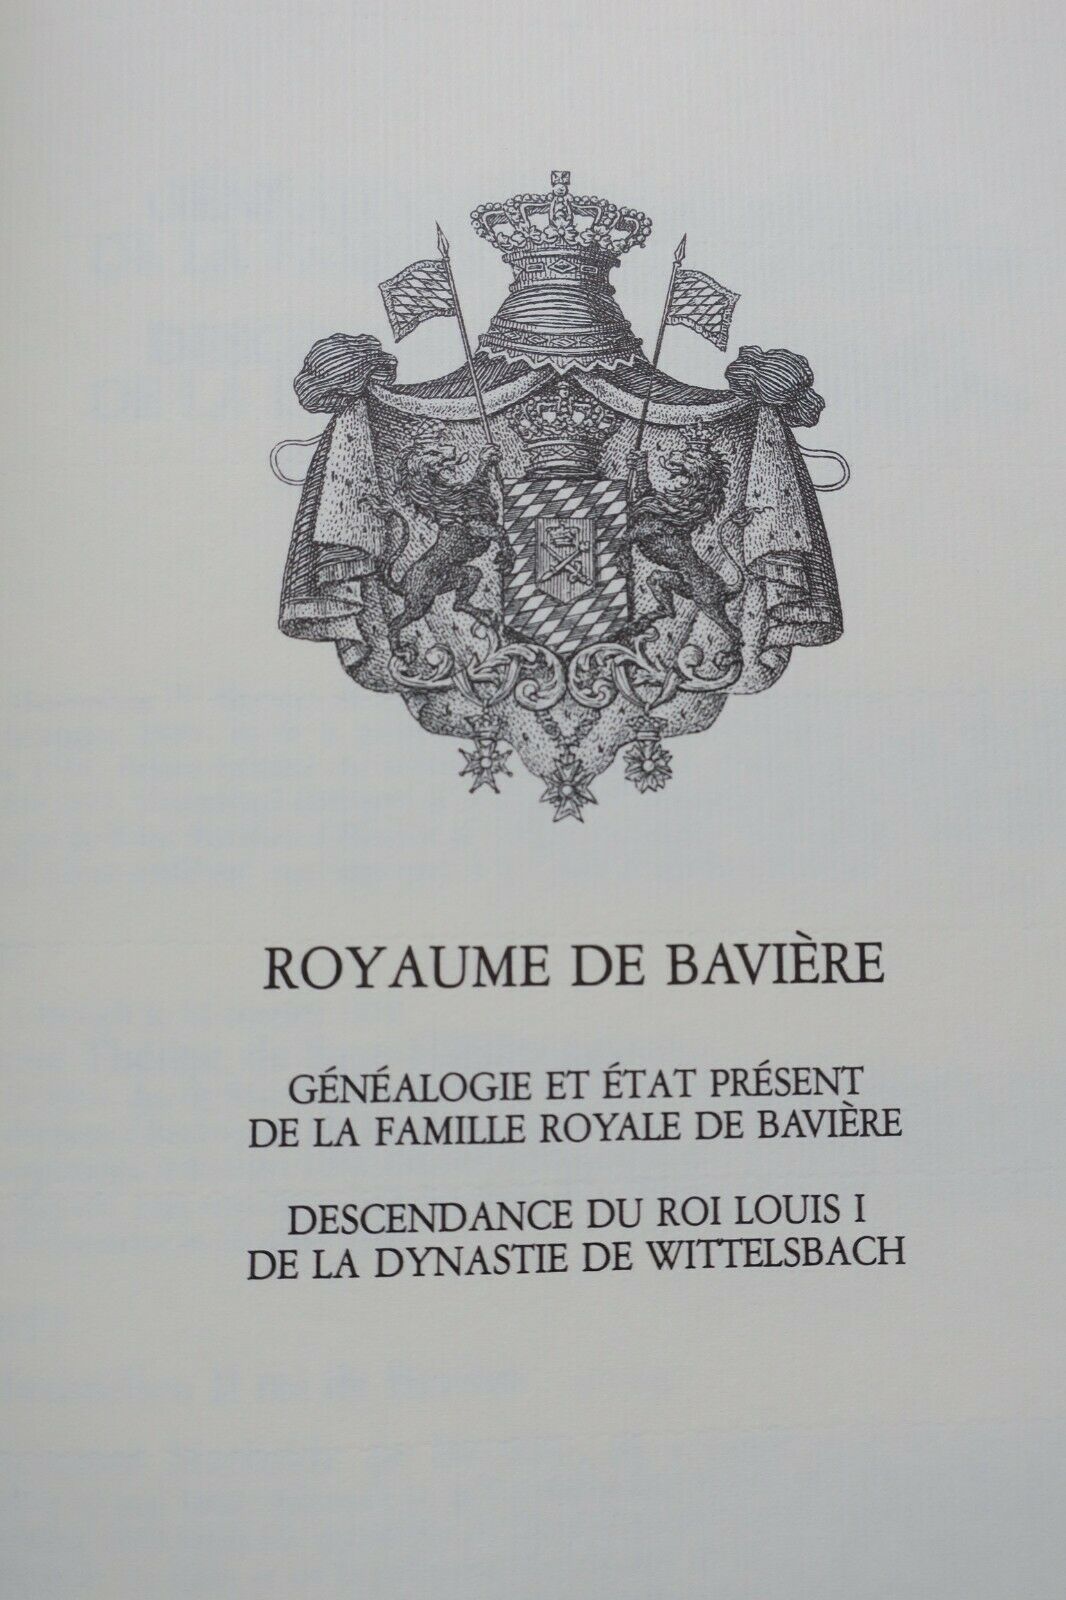 ROYAUME DE BAVIÈRE
GÉNÉALOGIE ET ÉTAT PRÉSENT
DE LA FAMILLE ROYALE DE BAVIÈRE
DESCENDANCE DU ROI LOUIS I
DE LA DYNASTIE DE WITTELSBACH